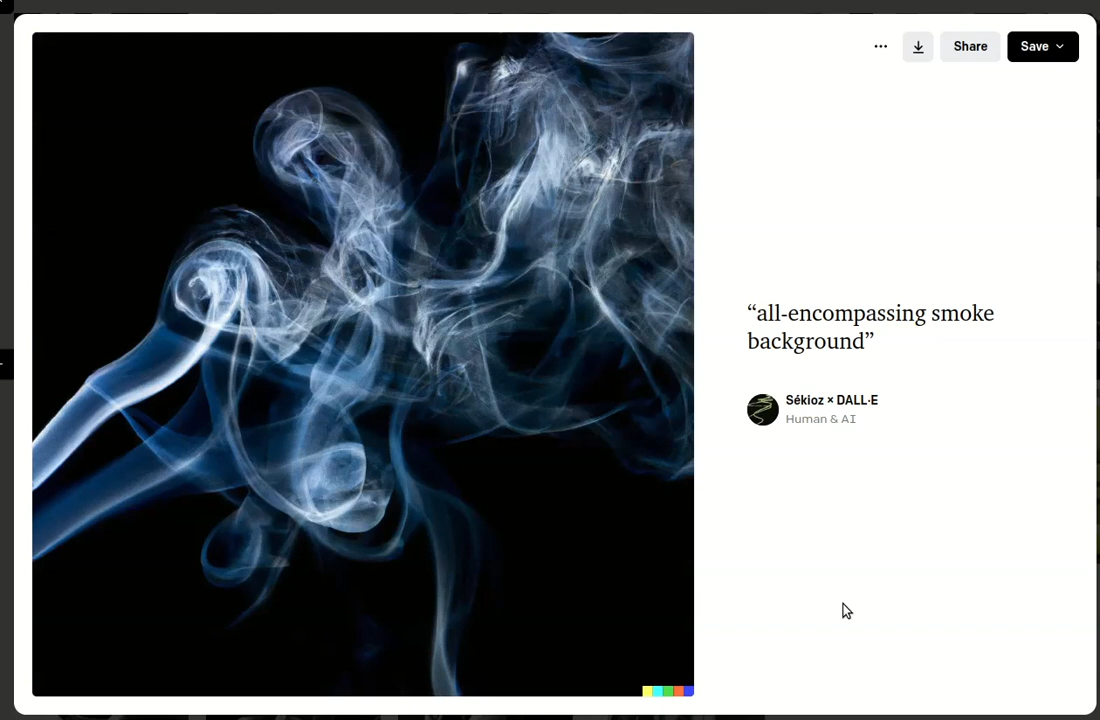 Share
Save
“all-encompassing smoke
background”
Sékioz × DALL·E
Human & AI